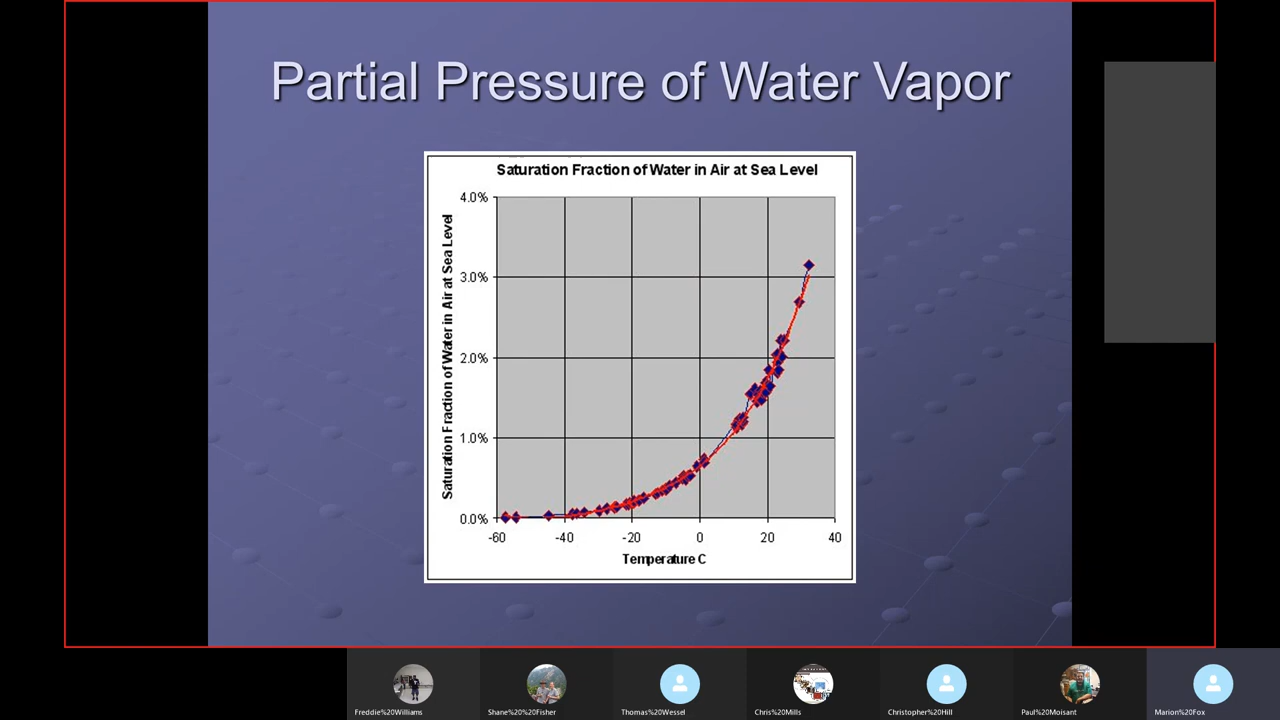 Partial Pressure of Water Vapor
Saturation Fraction of Water in Air at Sea Level
Saturation Fraction of Water in Air at Sea Level
4.0%
3.0%
2.0%
1.0%
0.0%
-60 -40 -20 0 20 40
Temperature C
Freddie%20Williams Shane%20%20Fisher Thomas%20Wessel Chris%20Mills Christopher%20Hill Paul%20Moisant Marion%20Fox